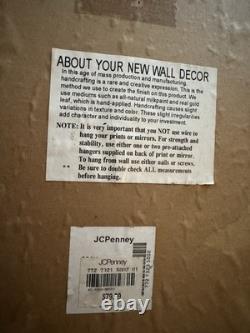 ABOUT YOUR NEW WALL DECOR
In this age of mass production and manufacturing,
handcrafting is a rare and creative expression. This is the
method we use to create the finish on this product. We
use mediums such as all-natural milkpaint and real gold
leaf, which is hand-applied. Handcrafting causes slight
variations in texture and color. These slight irregularities
add character and individuality to your investment.
NOTE: It is very important that you NOT use wire to
hang your prints or mirrors. For strength and
stability, use either one or two pre-attached
hangers supplied on back of print or mirror.
To hang from wall use either nails or screws.
Be sure to double check ALL measurements
before hanging.
JCPenney
JCPenney